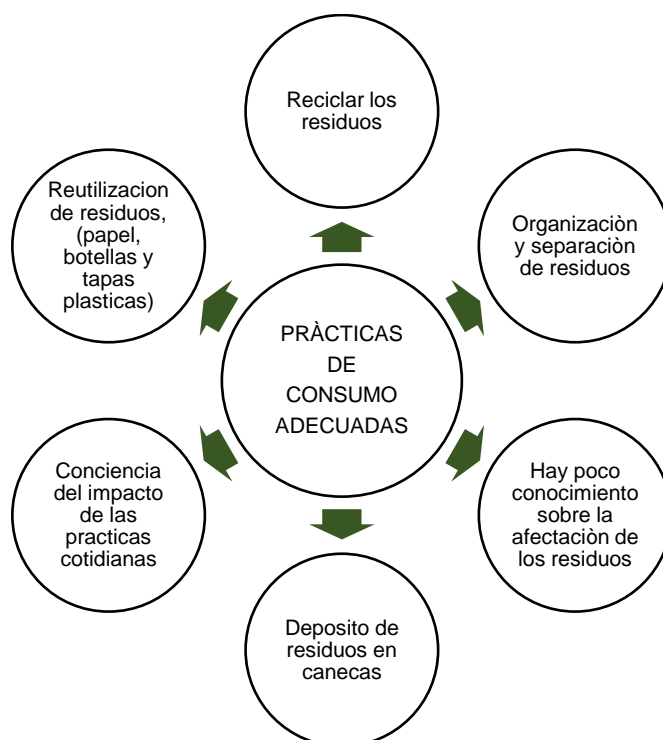 Reciclar los
residuos
Organizaciòn
y separaciòn
de residuos
Hay poco
conocimiento
sobre la
afectaciòn de
los residuos
Deposito de
residuos en
canecas
Conciencia
del impacto
de las
practicas
cotidianas
Reutilizacion
de residuos,
(papel,
botellas y
tapas
plasticas)
PRÀCTICAS
DE
CONSUMO
ADECUADAS